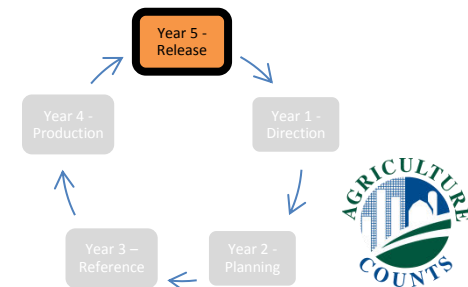 Year 5 -
Release
Year 4 -
Production
Year 1 -
Direction
Year 3 –
Reference
Year 2 -
Planning
AGRICULTURE
COUNTS